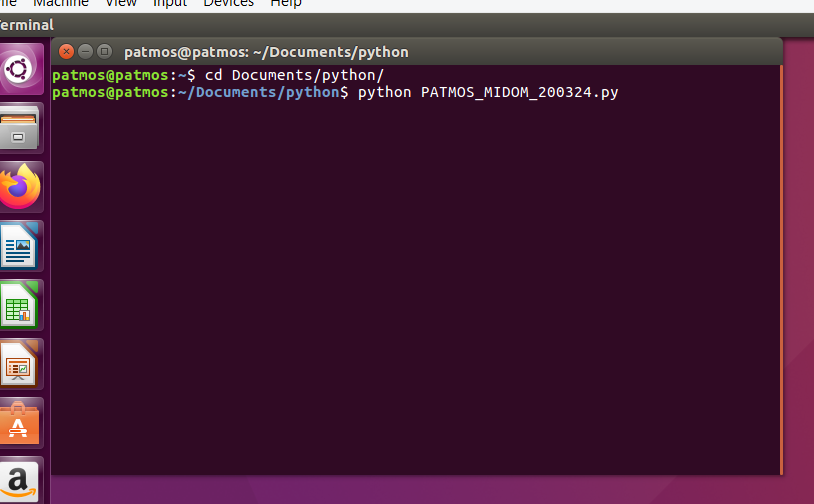 Machine View Input Devices Help
Terminal
patmos@patmos: ~/Documents/python
patmos@patmos:~$ cd Documents/python/
patmos@patmos:~/Documents/python$ python PATMOS_MIDOM_200324.py